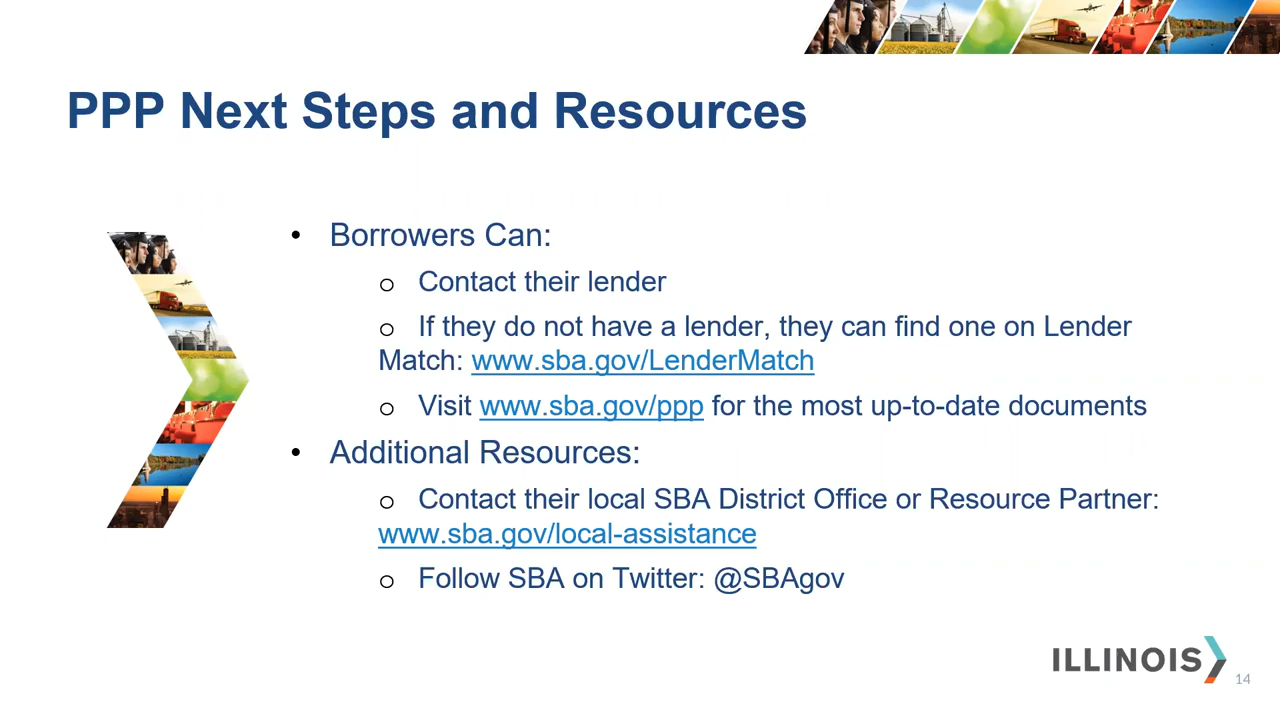 PPP Next Steps and Resources
• Borrowers Can:
o Contact their lender
o If they do not have a lender, they can find one on Lender
Match: www.sba.gov/LenderMatch
o Visit www.sba.gov/ppp for the most up-to-date documents
• Additional Resources:
o Contact their local SBA District Office or Resource Partner:
www.sba.gov/local-assistance
o Follow SBA on Twitter: @SBAgov
ILLINOIS
14